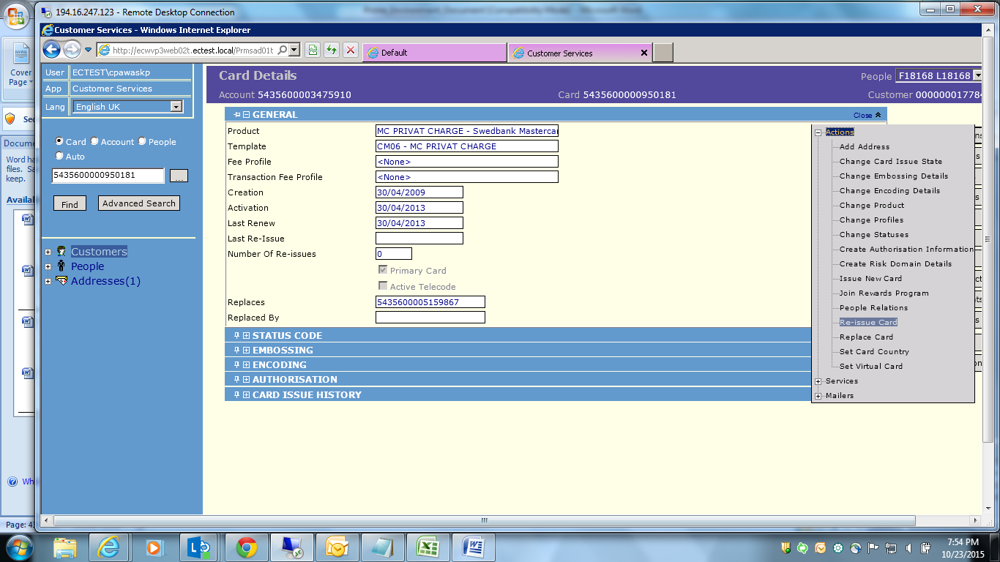 194.16.247.123 - Remote Desktop Connection
Customer Services - Windows Internet Explorer
http://ecwvp3web02t.ectest.local/Prmsad01t
Default
Customer Services
Cover
Page
User ECTEST\cpawaskp
App Customer Services
Lang English UK
Card Account People
Auto
5435600000950181 ...
Find Advanced Search
Customers
People
Addresses(1)
Card Details
People F18168 L18168
Account 5435600003475910
Card 5435600000950181
Customer 00000001778
GENERAL Close
Product MC PRIVAT CHARGE - Swedbank Masterca
Template CM06 - MC PRIVAT CHARGE
Fee Profile <None>
Transaction Fee Profile <None>
Creation 30/04/2009
Activation 30/04/2013
Last Renew 30/04/2013
Last Re-Issue
Number Of Re-issues 0
Primary Card
Active Telecode
Replaces 5435600005159867
Replaced By
STATUS CODE
EMBOSSING
ENCODING
AUTHORISATION
CARD ISSUE HISTORY
Actions
Add Address
Change Card Issue State
Change Embossing Details
Change Encoding Details
Change Product
Change Profiles
Change Statuses
Create Authorisation Information
Create Risk Domain Details
Issue New Card
Join Rewards Program
People Relations
Re-issue Card
Replace Card
Set Card Country
Set Virtual Card
Services
Mailers
Sec
Docume
Word ha
files. Sa
keep.
Availa
Wh
Page: 43
7:54 PM
10/23/2015